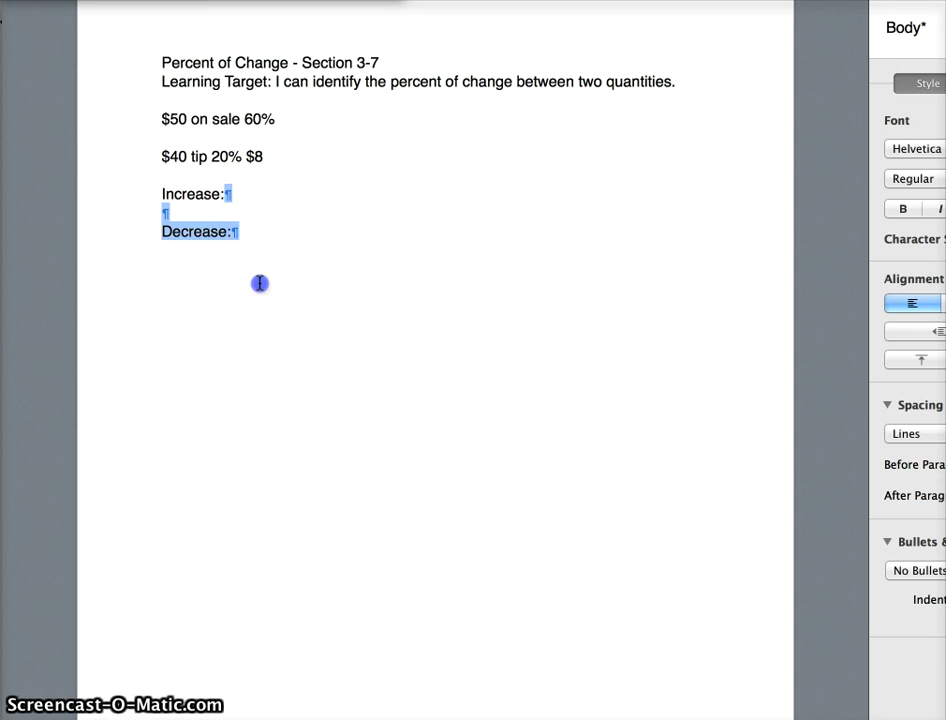 Body*
Percent of Change - Section 3-7
Learning Target: I can identify the percent of change between two quantities.
Style
$50 on sale 60%
Font
Helvetica
$40 tip 20% $8
Regular
Increase:¶
B I
¶
Decrease:¶
Character
Alignment
Spacing
Lines
Before Para
After Parag
Bullets &
No Bullets
Indent
Screencast-O-Matic.com